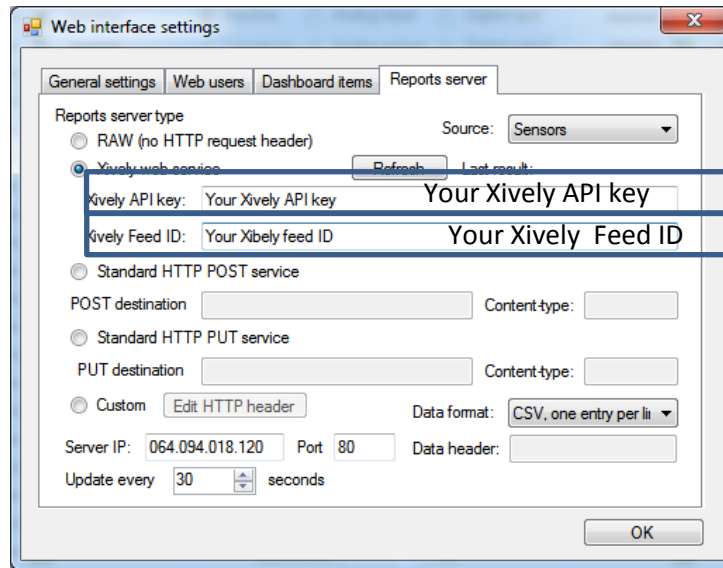 Web interface settings
General settings Web users Dashboard items Reports server
Reports server type
RAW (no HTTP request header) Source: Sensors
Xively web service Refresh Last result:
Xively API key: Your Xively API key Your Xively API key
Xively Feed ID: Your Xibely feed ID Your Xively Feed ID
Standard HTTP POST service
POST destination Content-type:
Standard HTTP PUT service
PUT destination Content-type:
Custom Edit HTTP header Data format: CSV, one entry per li
Server IP: 064.094.018.120 Port 80 Data header:
Update every 30 seconds
OK